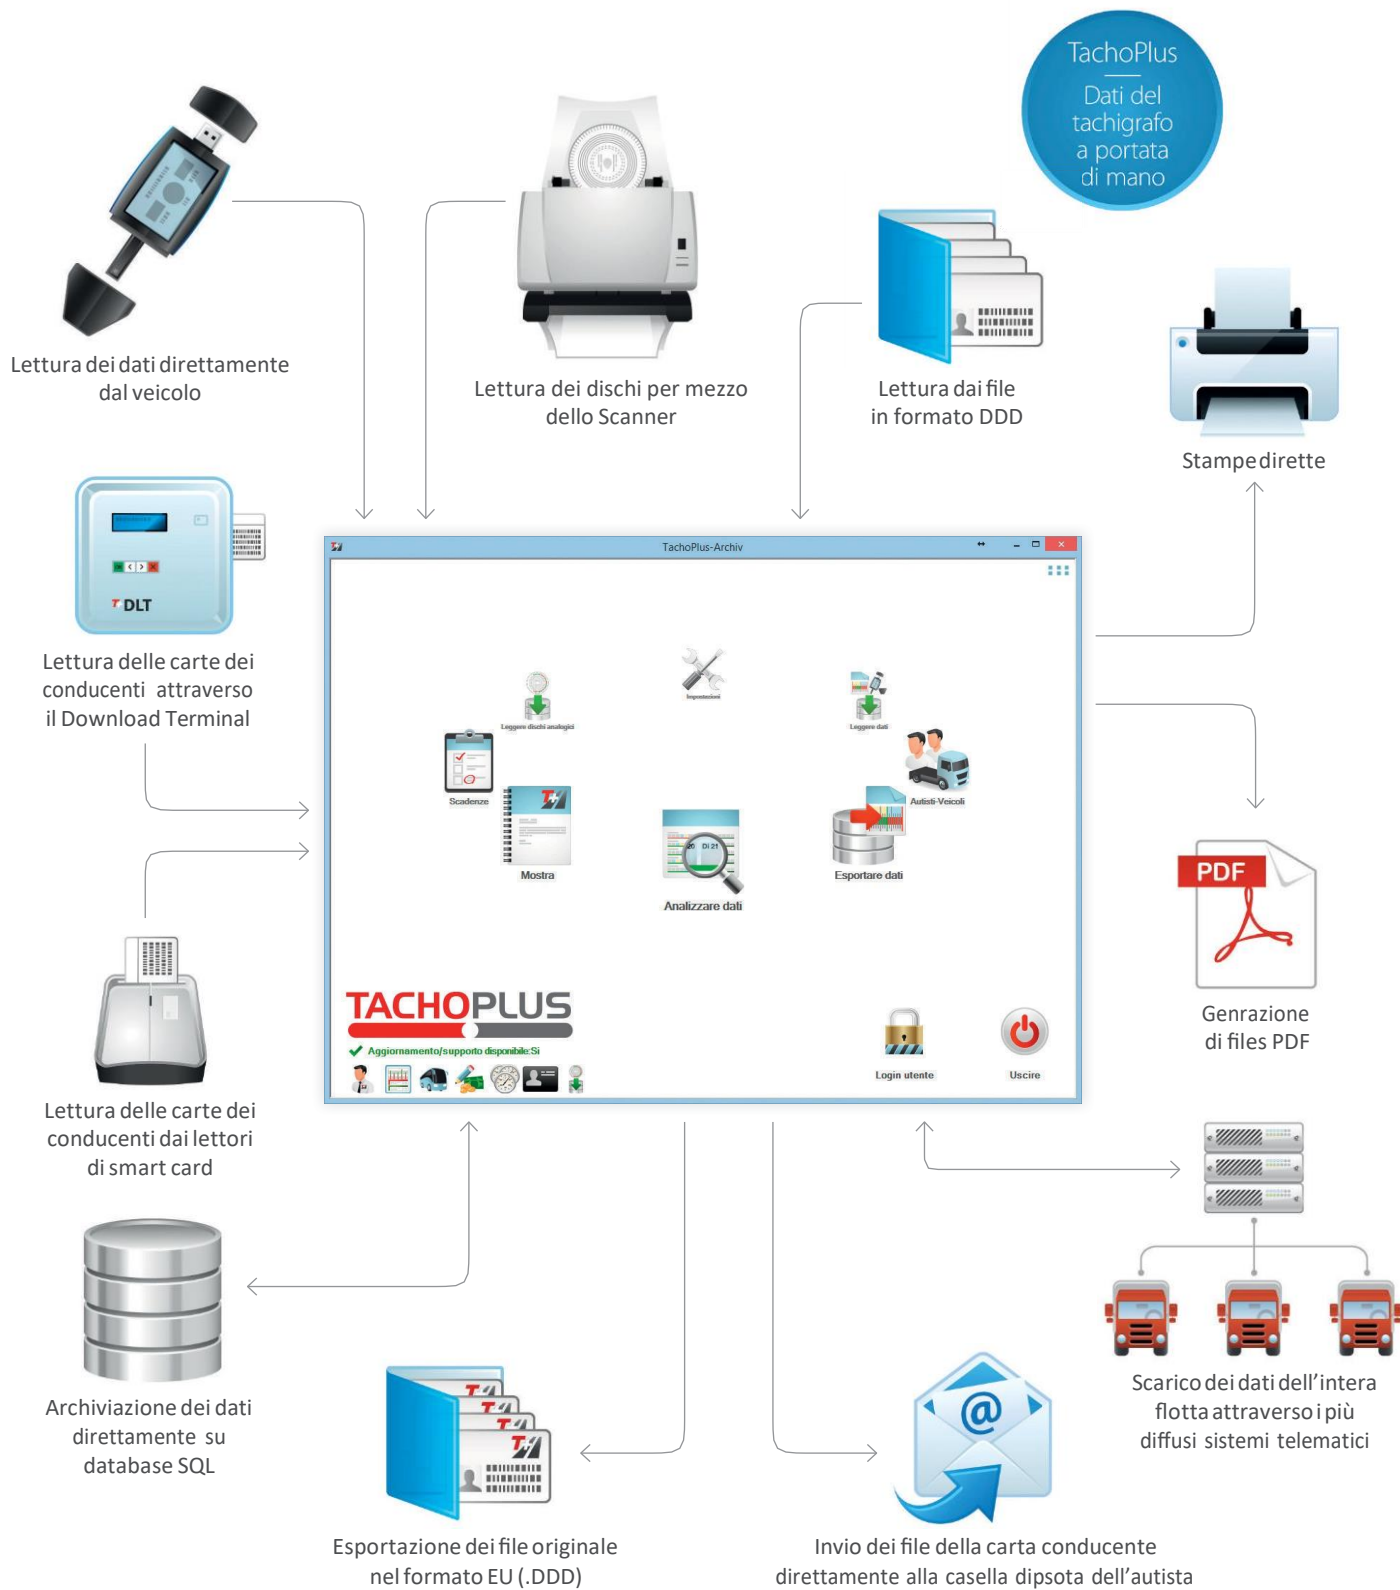 TachoPlus
Dati del
tachigrafo
a portata
di mano
Lettura dei dati direttamente
dal veicolo
Lettura dei dischi per mezzo
dello Scanner
Lettura dai file
in formato DDD
Stampe dirette
DLT
Lettura delle carte dei
conducenti attraverso
il Download Terminal
TachoPlus-Archiv
Impostazioni
Leggere dischi analogici
Leggere dati
Scadenze
Autisti-Veicoli
20 Di 21
Mostra
Esportare dati
Analizzare dati
PDF
Genrazione
di files PDF
TACHOPLUS
Aggiornamento/supporto disponibile:Si
Login utente
Uscire
Lettura delle carte dei
conducenti dai lettori
di smart card
Archiviazione dei dati
direttamente su
database SQL
Scarico dei dati dell'intera
flotta attraverso i più
diffusi sistemi telematici
@
Esportazione dei file originale
nel formato EU (.DDD)
Invio dei file della carta conducente
direttamente alla casella dipsota dell'autista